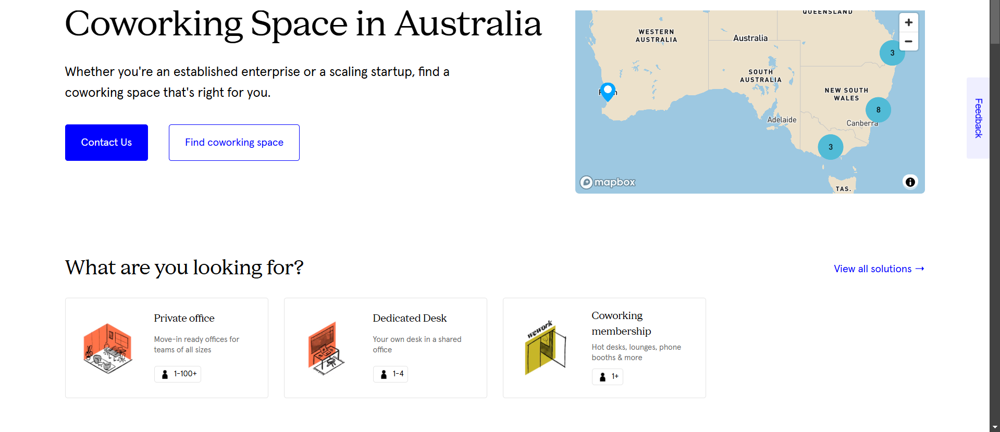 Coworking Space in Australia
Whether you're an established enterprise or a scaling startup, find a
coworking space that's right for you.
Contact Us
Find coworking space
QUEENSLAND
WESTERN
AUSTRALIA
Australia
+
−
3
SOUTH
AUSTRALIA
NEW SOUTH
WALES
8
Adelaide
Canberra
3
mapbox
TAS.
Feedback
What are you looking for?
View all solutions →
Private office
Move-in ready offices for
teams of all sizes
1-100+
Dedicated Desk
Your own desk in a shared
office
1-4
wework
Coworking
membership
Hot desks, lounges, phone
booths & more
1+